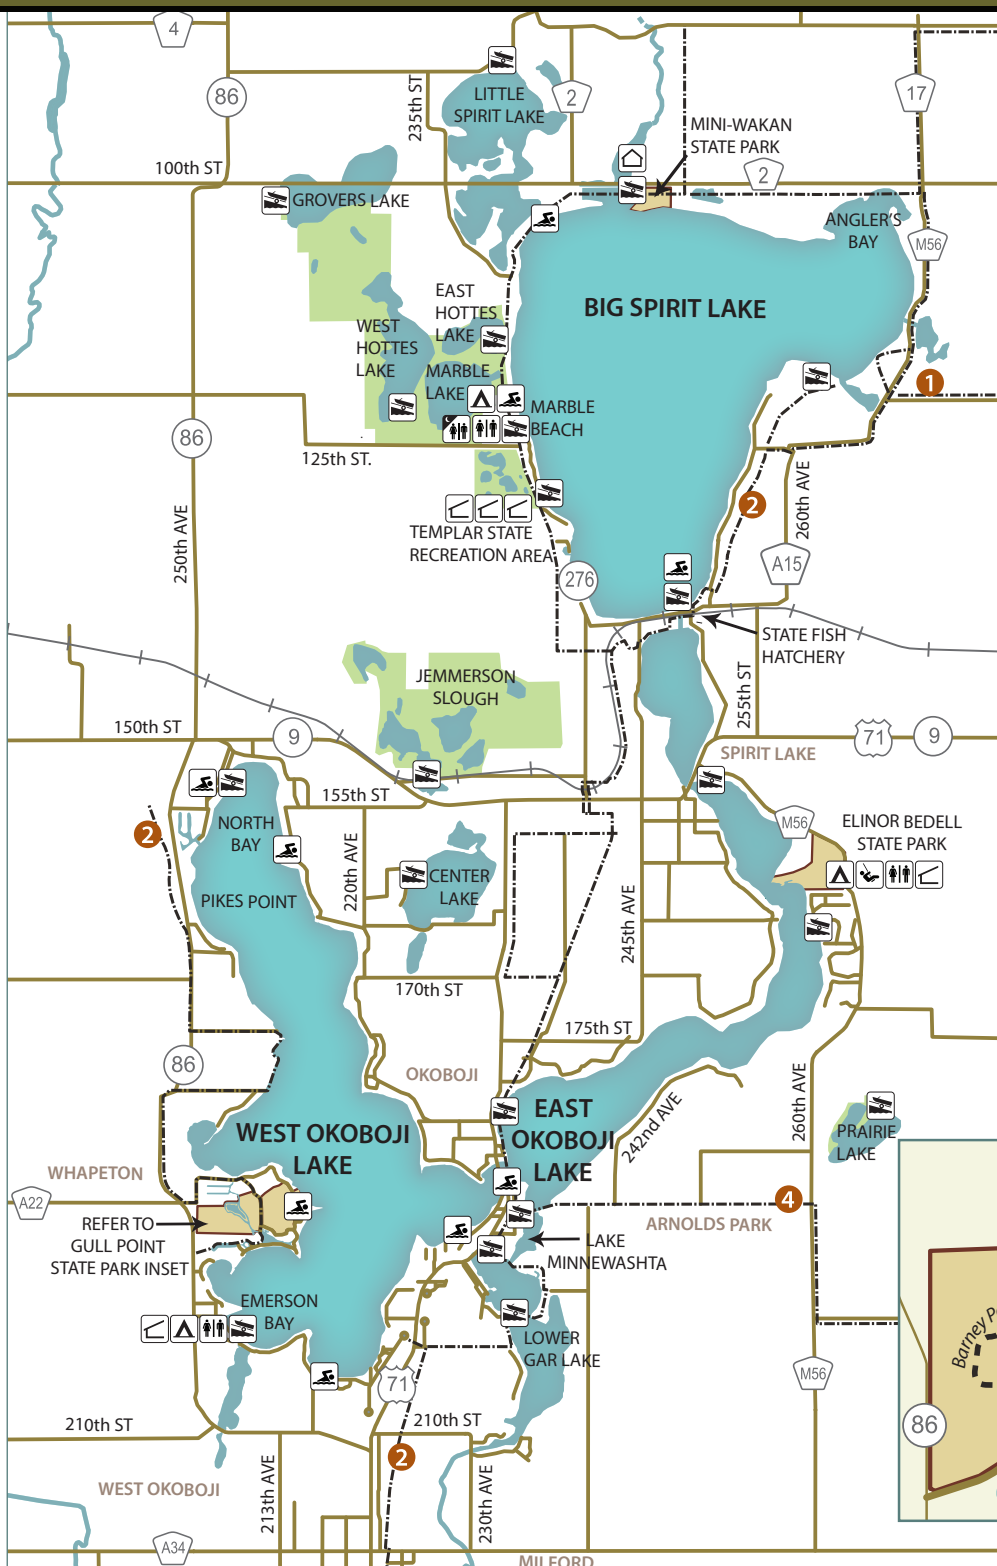 4
86
235th ST
LITTLE
SPIRIT LAKE
2
17
MINI-WAKAN
STATE PARK
100th ST
2
GROVERS LAKE
ANGLER'S
BAY
M56
EAST
HOTTES
LAKE
BIG SPIRIT LAKE
WEST
HOTTES
LAKE
MARBLE
LAKE
1
MARBLE
BEACH
86
125th ST.
250th AVE
2
260th AVE
TEMPLAR STATE
RECREATION AREA
276
A15
STATE FISH
HATCHERY
JEMMERSON
SLOUGH
255th ST
150th ST
9
71
9
SPIRIT LAKE
155th ST
2
NORTH
BAY
M56
ELINOR BEDELL
STATE PARK
220th AVE
CENTER
LAKE
PIKES POINT
245th AVE
170th ST
175th ST
86
OKOBOJI
EAST
OKOBOJI
LAKE
242nd AVE
260th AVE
WEST OKOBOJI
LAKE
PRAIRIE
LAKE
WHAPETON
A22
4
ARNOLDS PARK
REFER TO
GULL POINT
STATE PARK INSET
LAKE
MINNEWASHTA
EMERSON
BAY
LOWER
GAR LAKE
Barney P
71
M56
86
210th ST
210th ST
2
213th AVE
230th AVE
WEST OKOBOJI
A34
MILFORD